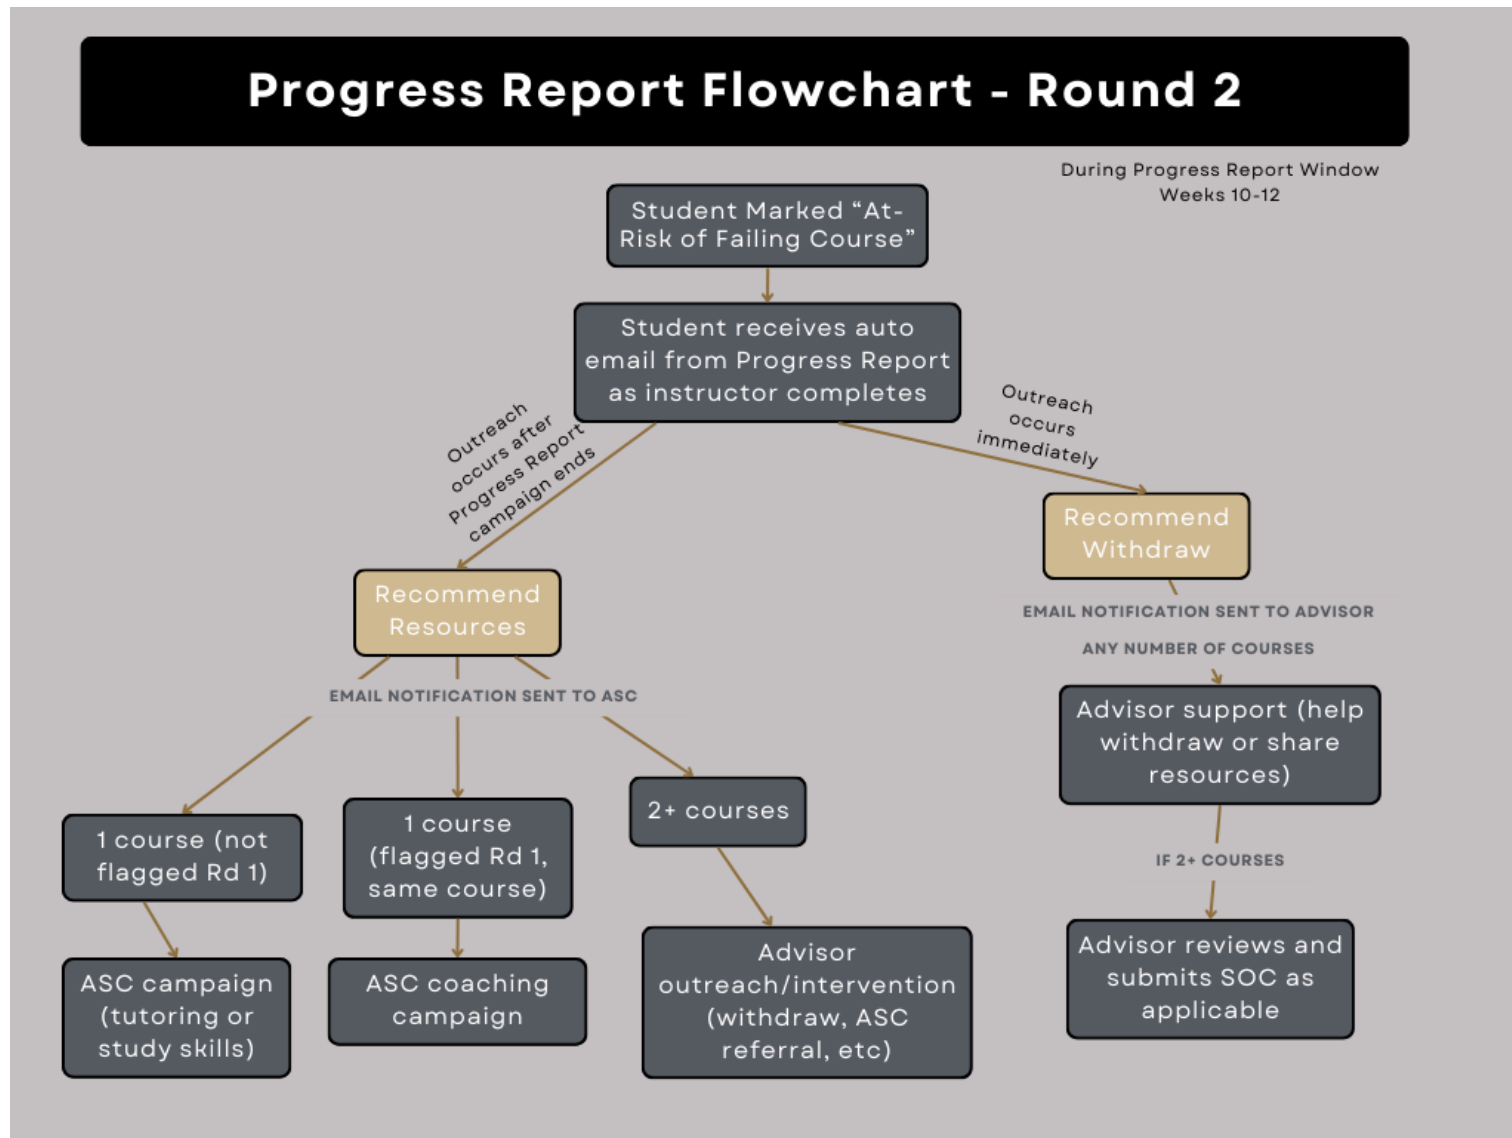 Progress Report Flowchart - Round 2
During Progress Report Window
Weeks 10-12
Student Marked “At-
Risk of Failing Course”
Student receives auto
email from Progress Report
as instructor completes
Outreach
occurs after
Progress Report
campaign ends
Outreach
occurs
immediately
Recommend
Withdraw
Recommend
Resources
EMAIL NOTIFICATION SENT TO ADVISOR
ANY NUMBER OF COURSES
EMAIL NOTIFICATION SENT TO ASC
Advisor support (help
withdraw or share
resources)
1 course (not
flagged Rd 1)
1 course
(flagged Rd 1,
same course)
2+ courses
IF 2+ COURSES
ASC campaign
(tutoring or
study skills)
ASC coaching
campaign
Advisor
outreach/intervention
(withdraw, ASC
referral, etc)
Advisor reviews and
submits SOC as
applicable